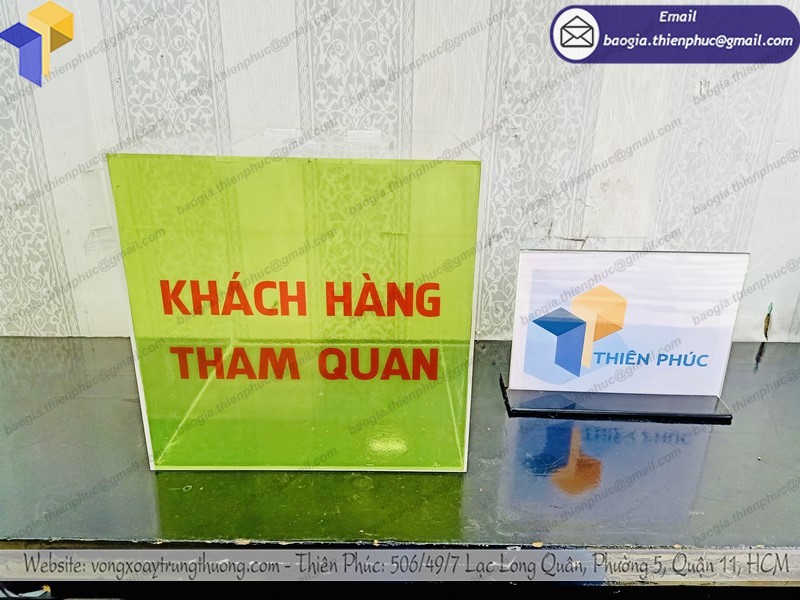 Email
baogia.thienphuc@gmail.com
KHÁCH HÀNG
THAM QUAN
THIÊN PHÚC
Website: vongxoaytrungthuong.com - Thiên Phúc: 506/49/7 Lạc Long Quân, Phường 5, Quận 11, HCM